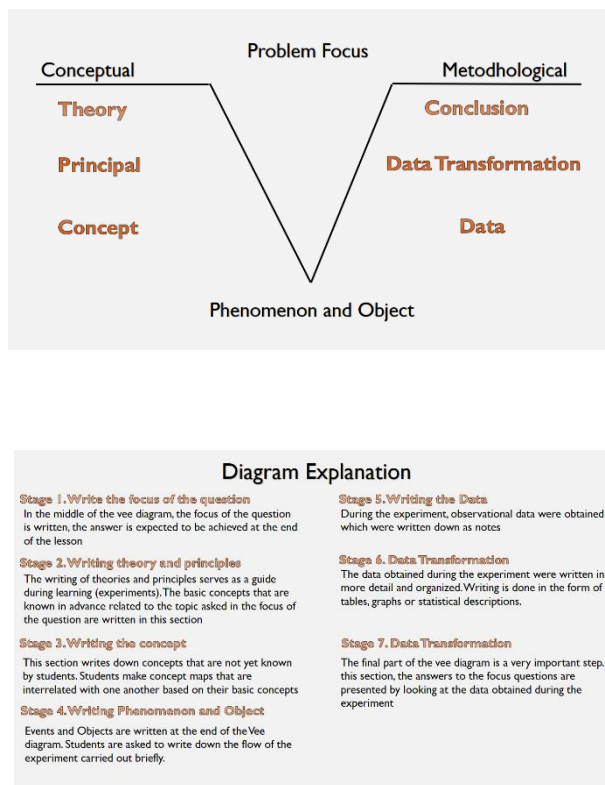 Problem Focus
Conceptual
Metodhological
Theory
Conclusion
Principal
Data Transformation
Concept
Data
Phenomenon and Object
Diagram Explanation
Stage 1. Write the focus of the question
In the middle of the vee diagram, the focus of the question
is written, the answer is expected to be achieved at the end
of the lesson
Stage 2. Writing theory and principles
The writing of theories and principles serves as a guide
during learning (experiments). The basic concepts that are
known in advance related to the topic asked in the focus of
the question are written in this section
Stage 3. Writing the concept
This section writes down concepts that are not yet known
by students. Students make concept maps that are
interrelated with one another based on their basic concepts
Stage 4. Writing Phenomenon and Object
Events and Objects are written at the end of the Vee
diagram. Students are asked to write down the flow of the
experiment carried out briefly.
Stage 5. Writing the Data
During the experiment, observational data were obtained
which were written down as notes
Stage 6. Data Transformation
The data obtained during the experiment were written in
more detail and organized. Writing is done in the form of
tables, graphs or statistical descriptions.
Stage 7. Data Transformation
The final part of the vee diagram is a very important step.
this section, the answers to the focus questions are
presented by looking at the data obtained during the
experiment